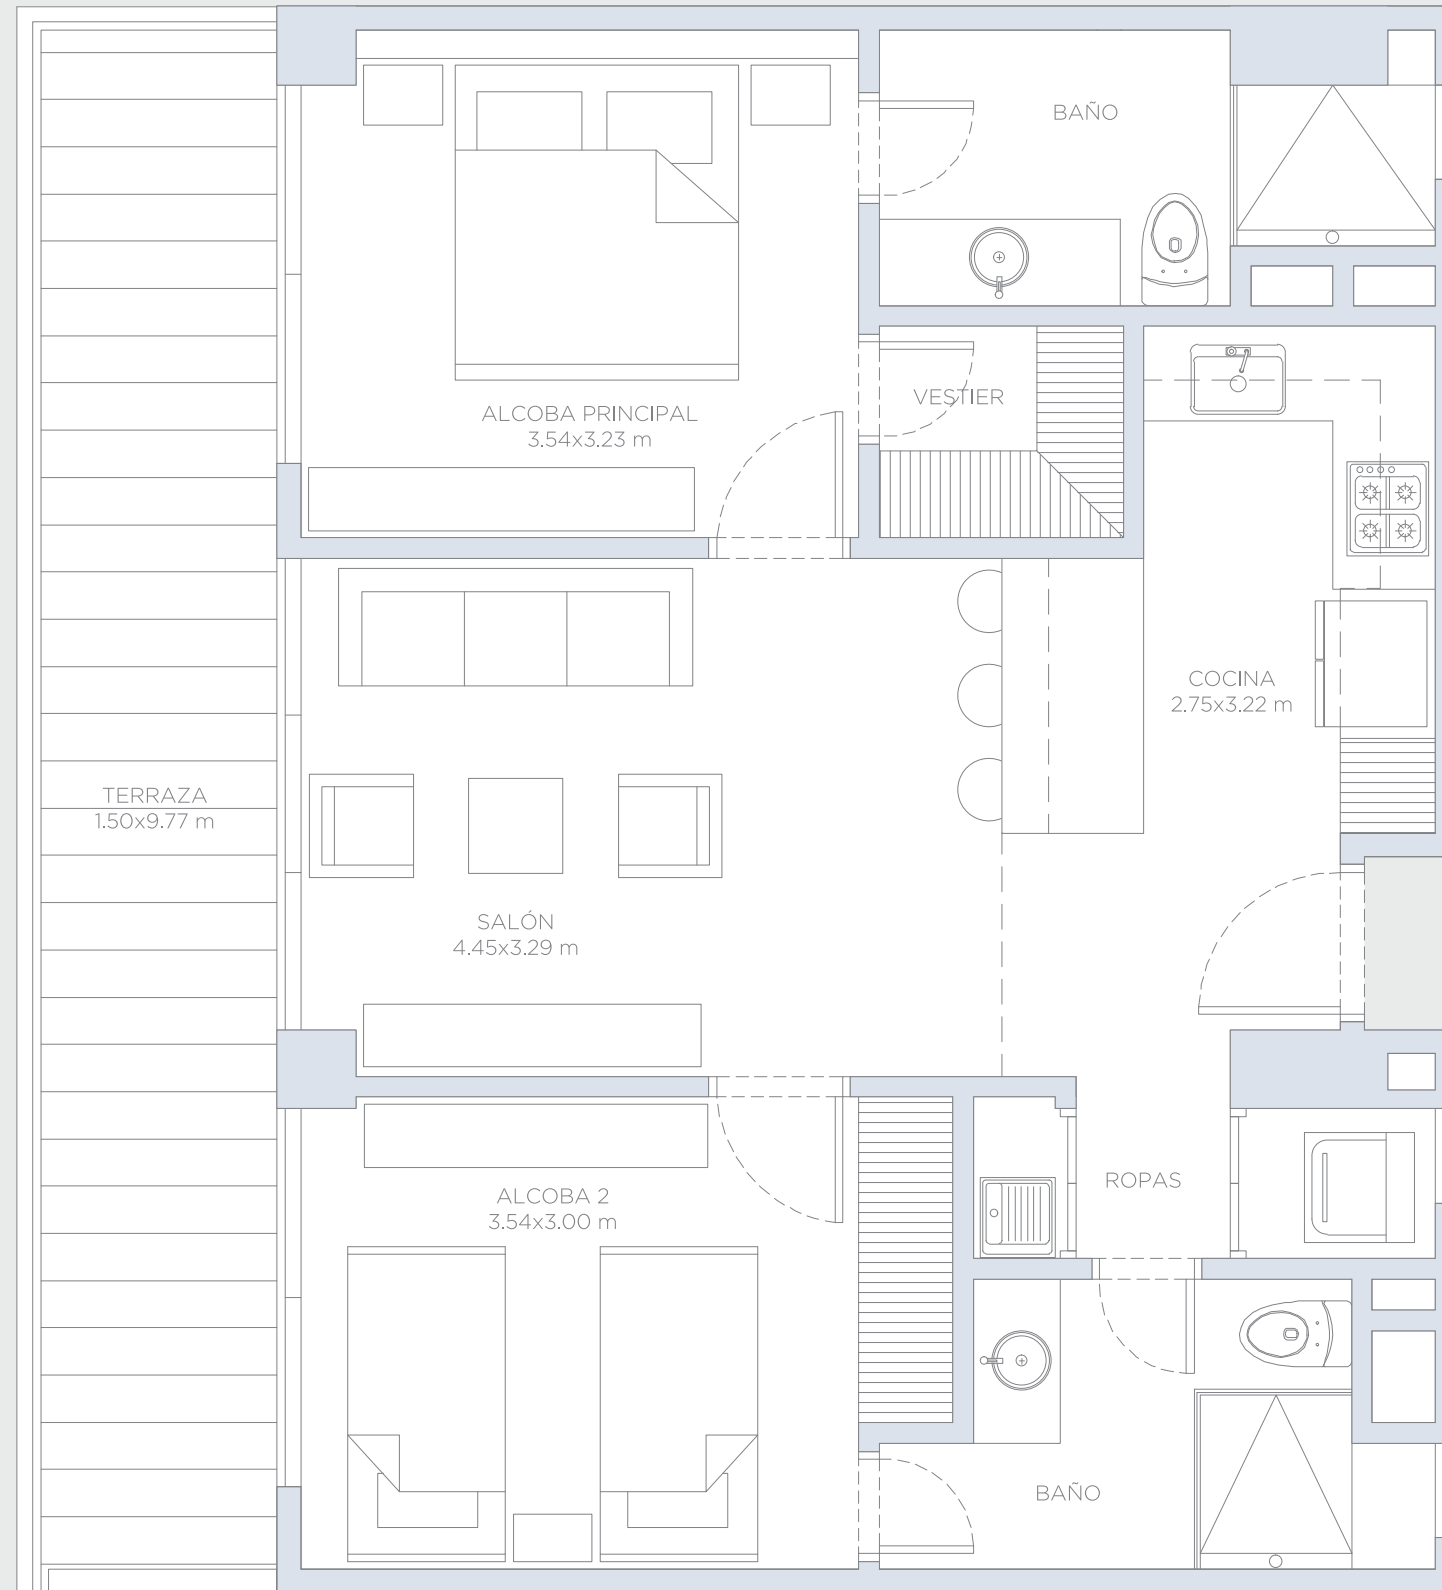 BAÑO
VESTIER
ALCOBA PRINCIPAL
3.54x3.23 m
COCINA
2.75x3.22 m
TERRAZA
1.50x9.77 m
SALÓN
4.45x3.29 m
ROPAS
ALCOBA 2
3.54x3.00 m
BAÑO